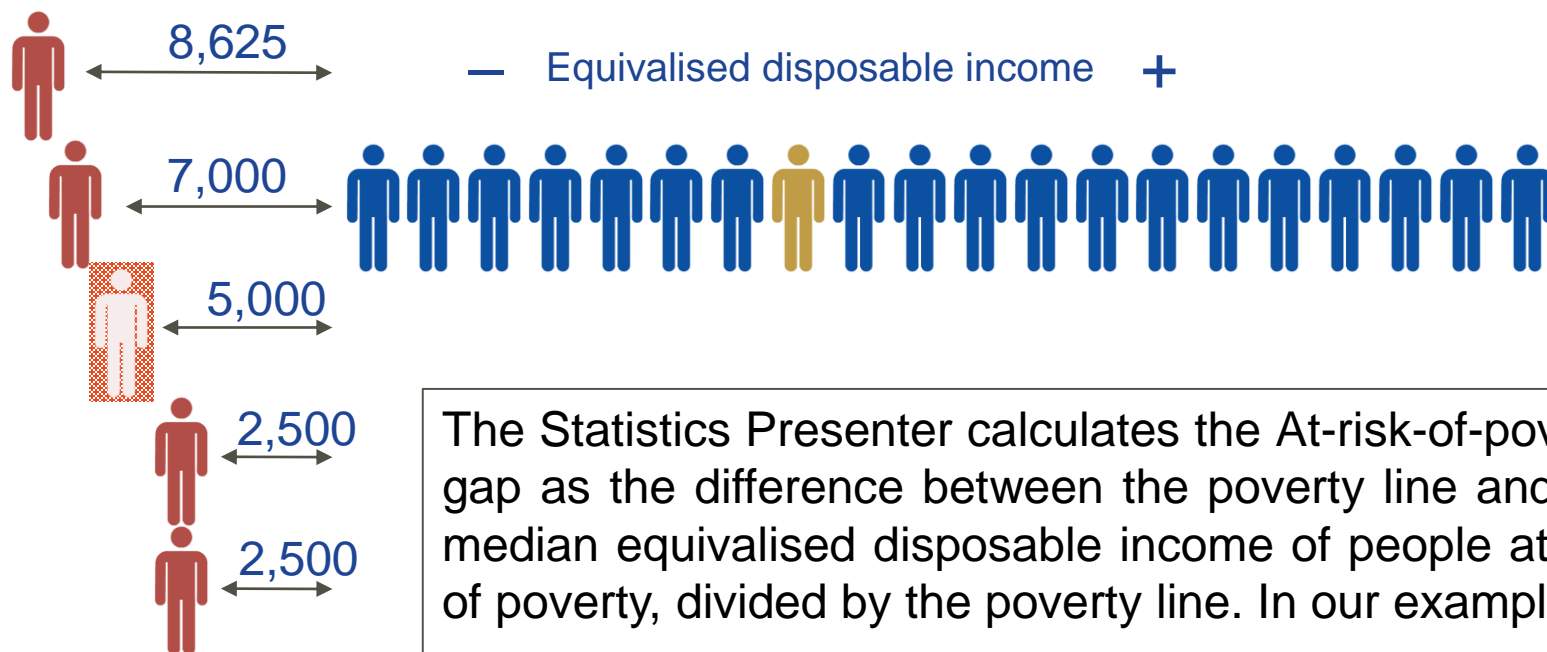 8,625
– Equivalised disposable income +
7,000
5,000
2,500
2,500
The Statistics Presenter calculates the At-risk-of-pov
gap as the difference between the poverty line and
median equivalised disposable income of people at
of poverty, divided by the poverty line. In our exampl